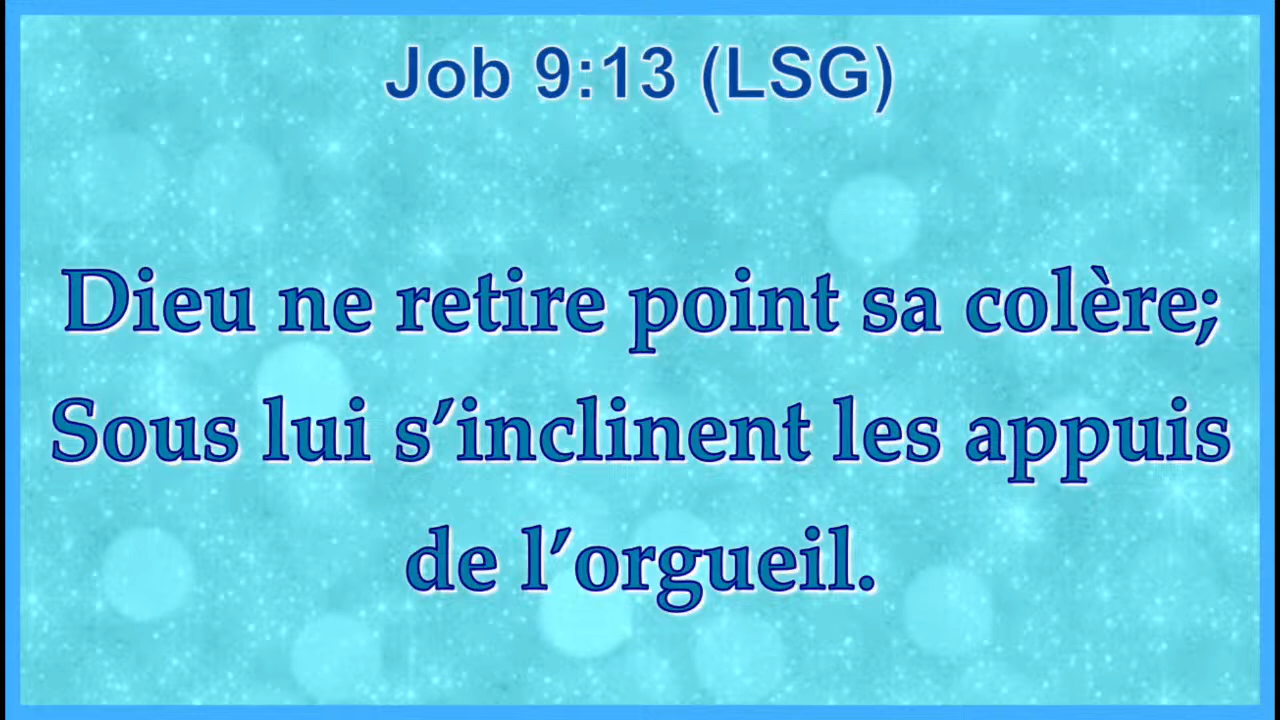 Job 9:13 (LSG)
Dieu ne retire point sa colère;
Sous lui s’inclinent les appuis
de l’orgueil.